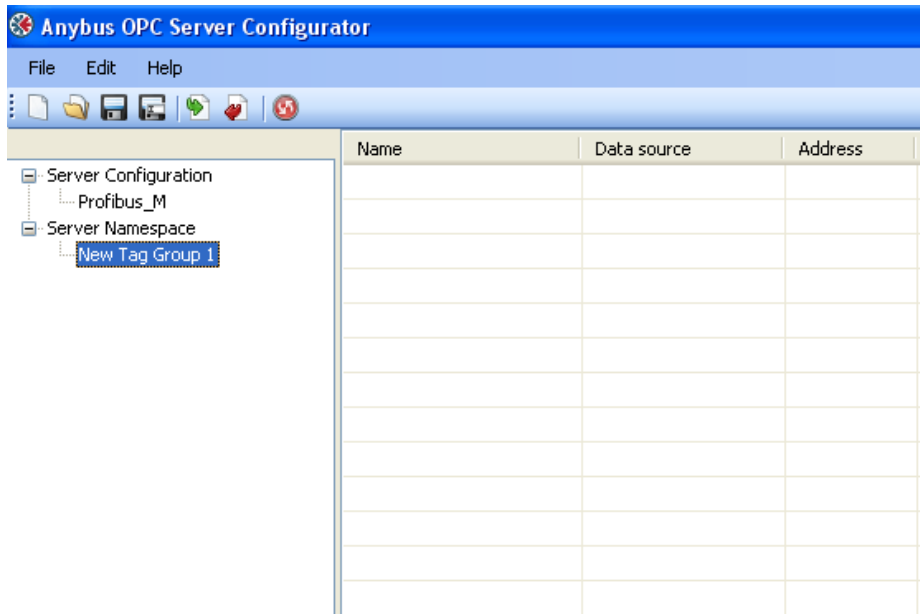 Anybus OPC Server Configurator
File Edit Help
Name Data source Address
Server Configuration
Profibus_M
Server Namespace
New Tag Group 1